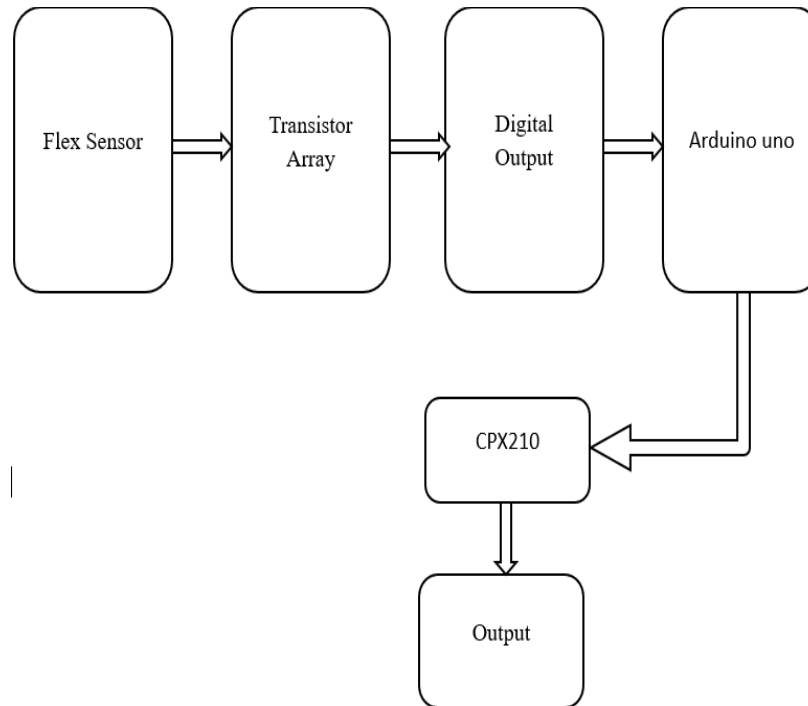 Flex Sensor
Transistor
Array
Digital
Output
Arduino uno
CPX210
Output